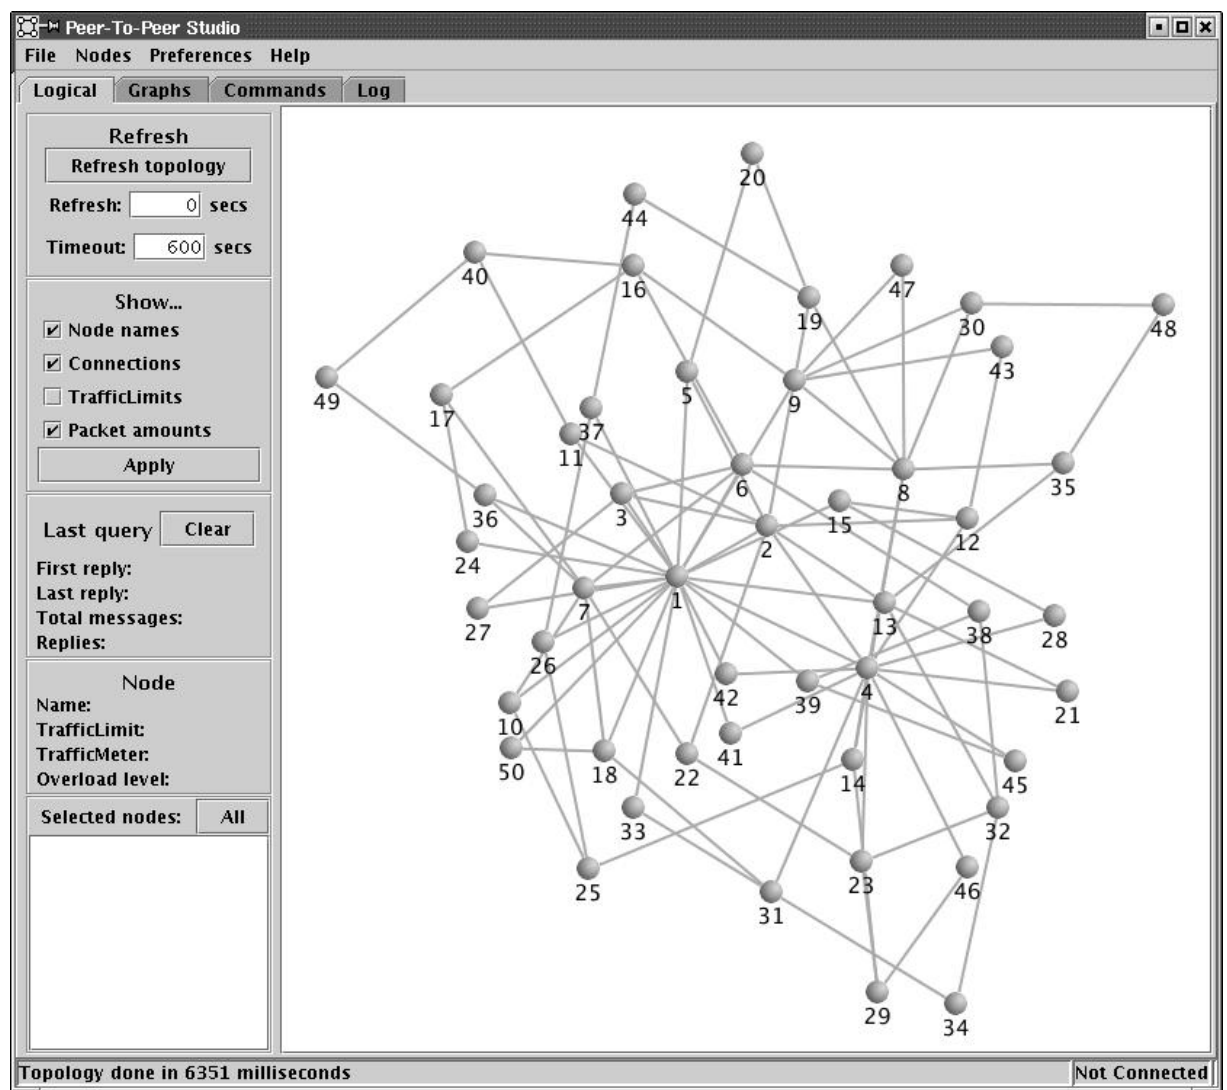 Peer-To-Peer Studio
File Nodes Preferences Help
Logical Graphs Commands Log
Refresh
Refresh topology
Refresh: 0 secs
Timeout: 600 secs
Show...
Node names
Connections
TrafficLimits
Packet amounts
Apply
Last query Clear
First reply:
Last reply:
Total messages:
Replies:
Node
Name:
TrafficLimit:
TrafficMeter:
Overload level:
Selected nodes: All
20
44
40
16
47
19
30
48
43
49
17
5
9
37
11
6
8
35
36
3
15
2
12
24
7
1
27
13
38
28
26
42
39
4
21
10
41
50
18
22
14
45
33
32
25
23
46
31
29
34
Topology done in 6351 milliseconds
Not Connected